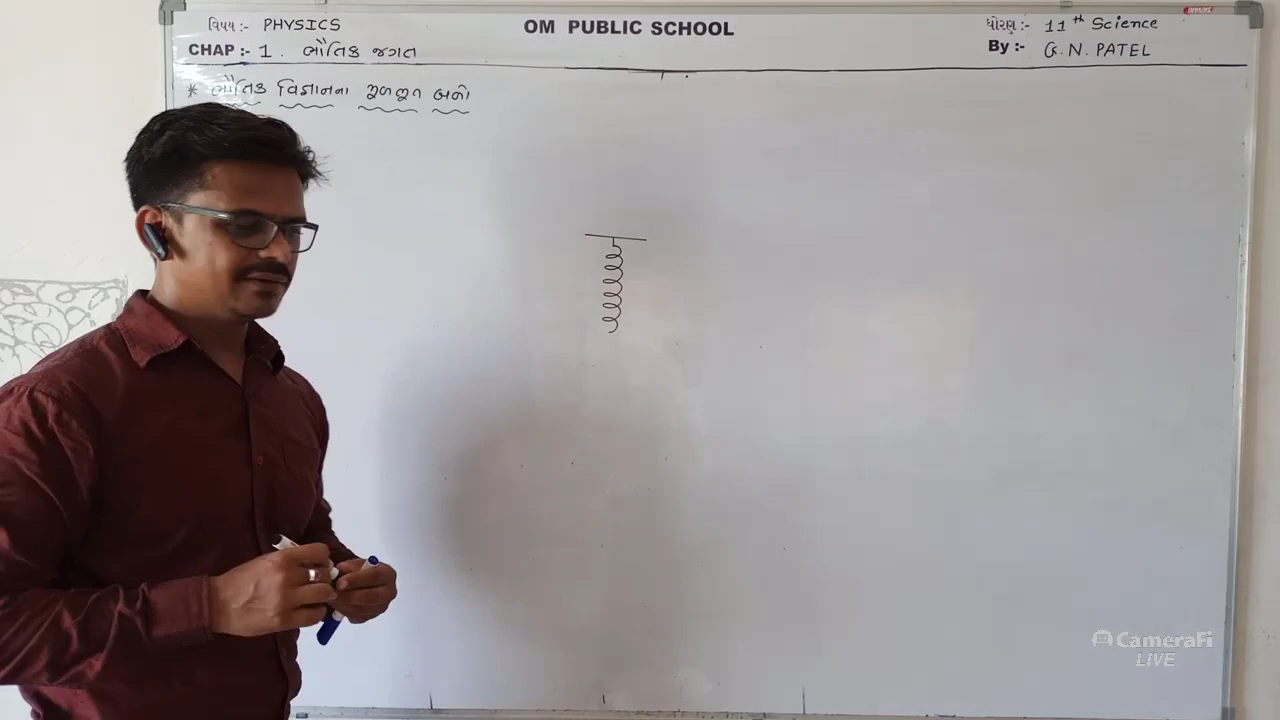 વિષય:- PHYSICS
OM PUBLIC SCHOOL
ધોરણ:- 11th Science
CHAP:- 1. ભૌતિક જગત
By:- G. N. PATEL
* ભૌતિક વિજ્ઞાનના મૂળભૂત બળો
CameraFi
LiVE